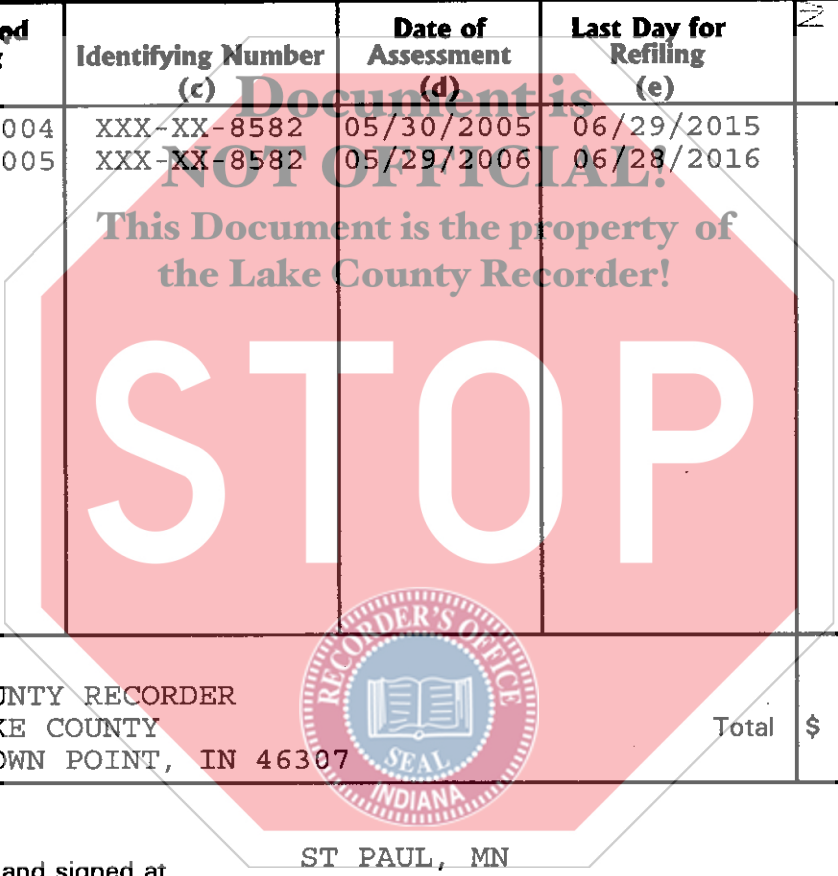 Date of Last Day for
Identifying Number Assessment Refiling
(c) (d) (e)
Document is
004 XXX-XX-8582 05/30/2005 06/29/2015
005 XXX-XX-8582 05/29/2006 06/28/2016
NOT OFFICIAL!
This Document is the property of
the Lake County Recorder!
STOP
RECORDER'S OFFICE
SEAL
INDIANA
UNTY RECORDER
KE COUNTY
OWN POINT, IN 46307
Total $
ST PAUL, MN
and signed at